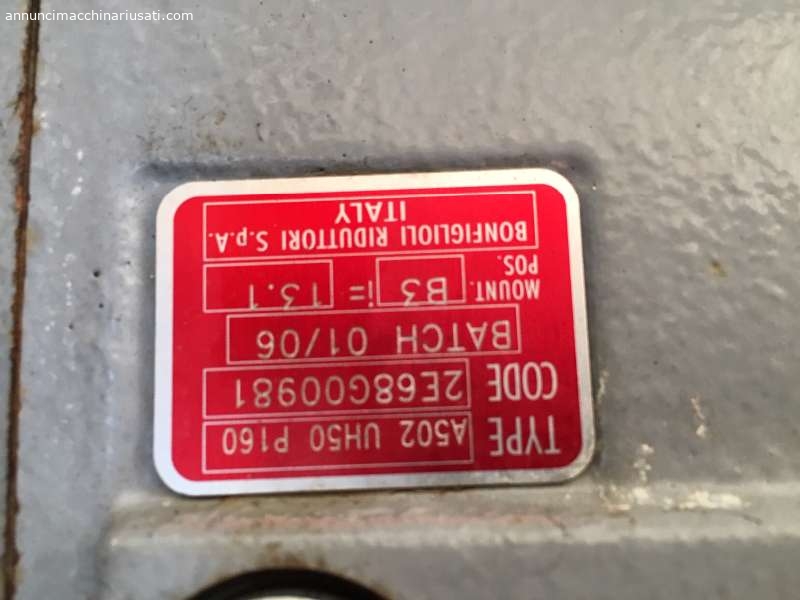 annuncimacchinariusati.com
TYPE A502 UH50 P160
CODE 2E68G00981
BATCH 01/06
MOUNT. POS. B3 i= 13.1
BONFIGLIOLI RIDUTTORI S.p.A.
ITALY